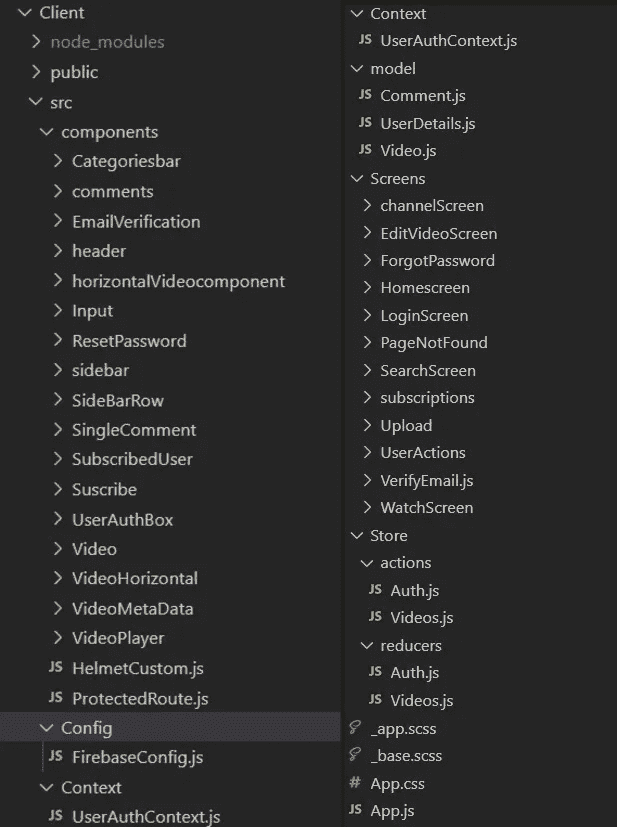 Client
node_modules
public
src
components
Categoriesbar
comments
EmailVerification
header
horizontalVideocomponent
Input
ResetPassword
sidebar
SideBarRow
SingleComment
SubscribedUser
Suscribe
UserAuthBox
Video
VideoHorizontal
VideoMetaData
VideoPlayer
JS HelmetCustom.js
JS ProtectedRoute.js
Config
JS FirebaseConfig.js
Context
JS UserAuthContext.js
Context
JS UserAuthContext.js
model
JS Comment.js
JS UserDetails.js
JS Video.js
Screens
channelScreen
EditVideoScreen
ForgotPassword
Homescreen
LoginScreen
PageNotFound
SearchScreen
subscriptions
Upload
UserActions
VerifyEmail.js
WatchScreen
Store
actions
JS Auth.js
JS Videos.js
reducers
JS Auth.js
JS Videos.js
_app.scss
_base.scss
# App.css
JS App.js